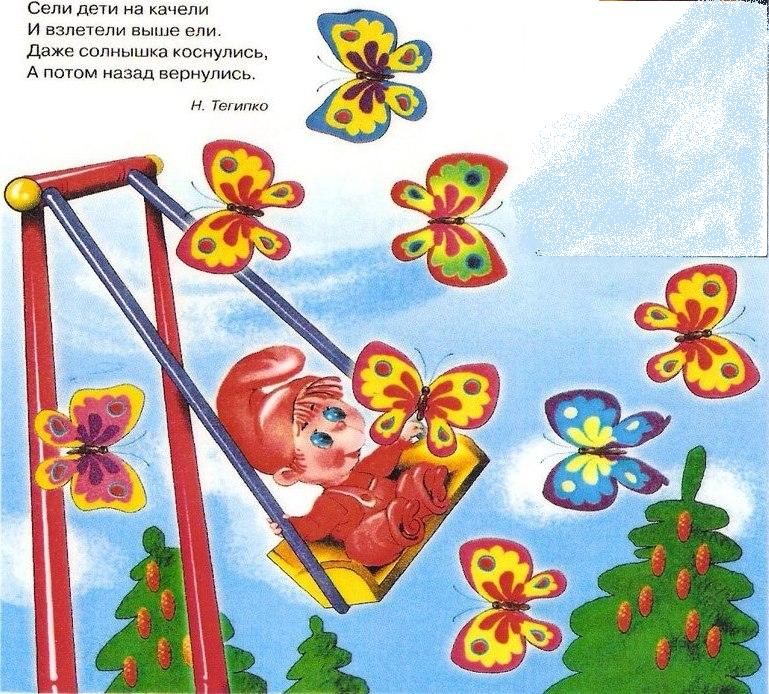 Сели дети на качели
И взлетели выше ели.
Даже солнышка коснулись,
А потом назад вернулись.
Н. Тегипко